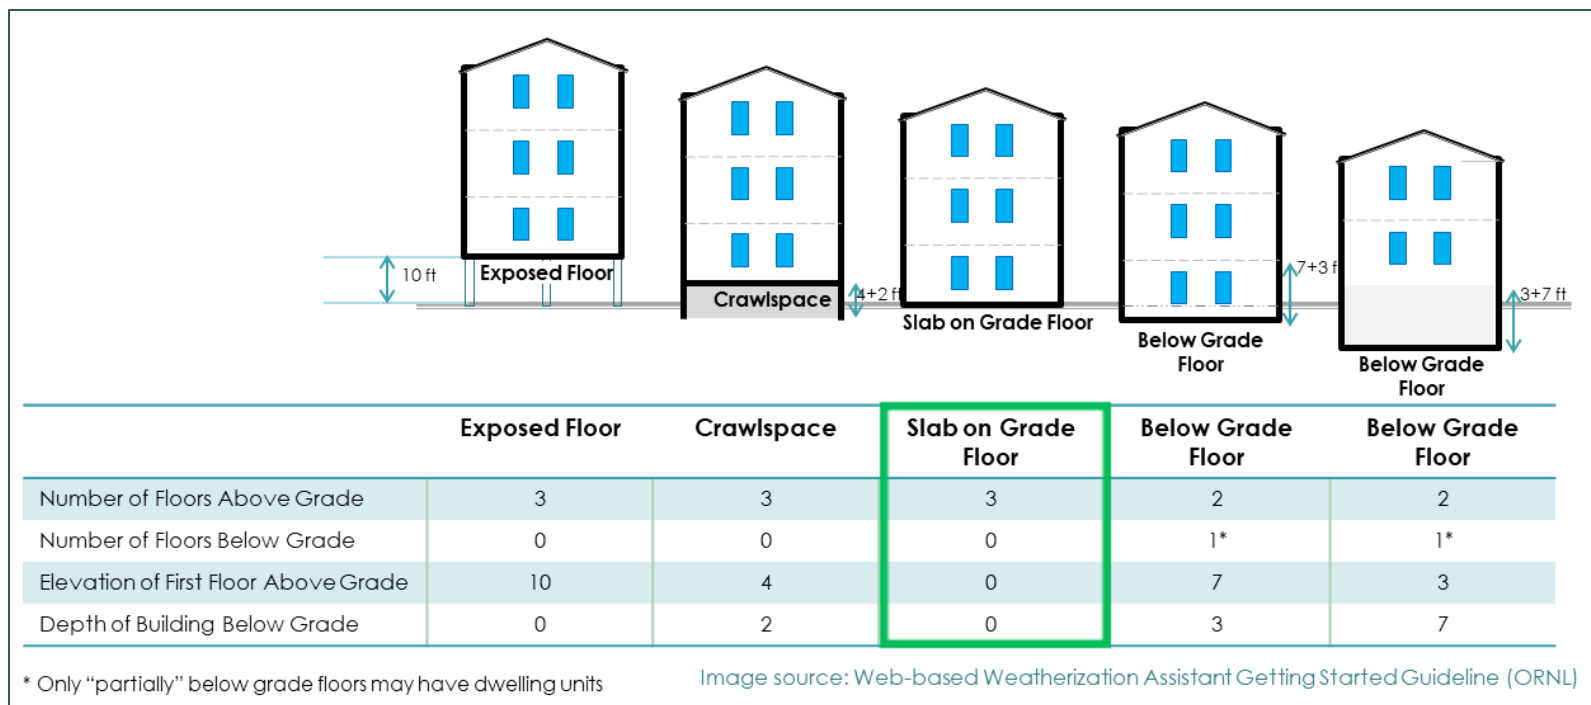 10 ft
Exposed Floor
Crawlspace
4+2 ft
Slab on Grade Floor
7+3 f
Below Grade
Floor
3+7 ft
Below Grade
Floor
Exposed Floor Crawlspace Slab on Grade Below Grade Below Grade
Floor Floor Floor
Number of Floors Above Grade 3 3 3 2 2
Number of Floors Below Grade 0 0 0 1* 1*
Elevation of First Floor Above Grade 10 4 0 7 3
Depth of Building Below Grade 0 2 0 3 7
* Only “partially” below grade floors may have dwelling units
Image source: Web-based Weatherization Assistant Getting Started Guideline (ORNL)